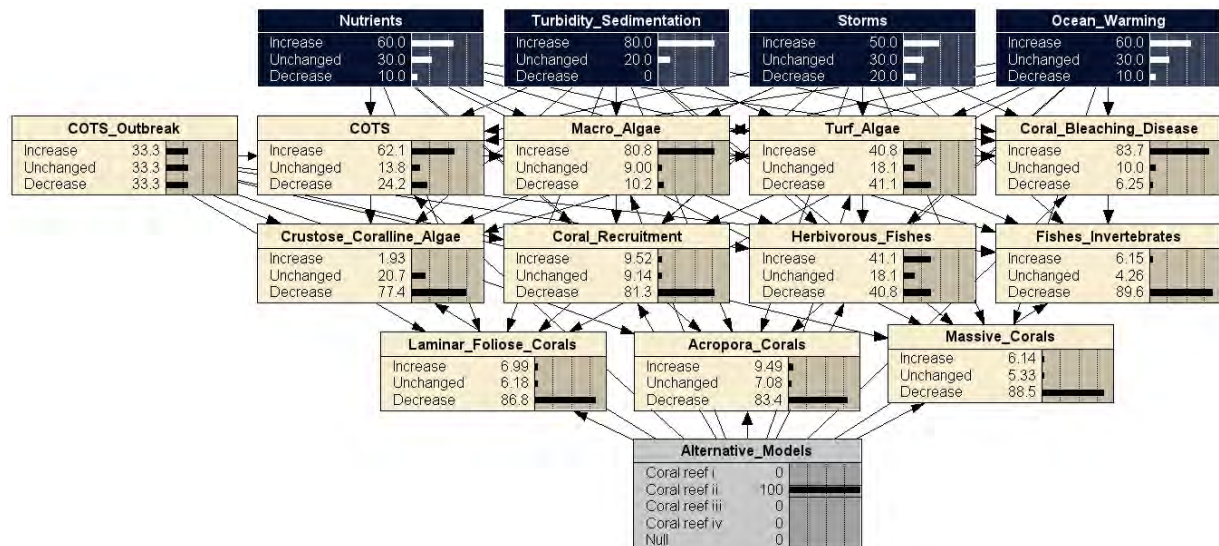 Nutrients
Increase 60.0
Unchanged 30.0
Decrease 10.0
Turbidity_Sedimentation
Increase 80.0
Unchanged 20.0
Decrease 0
Storms
Increase 50.0
Unchanged 30.0
Decrease 20.0
Ocean_Warming
Increase 60.0
Unchanged 30.0
Decrease 10.0
COTS_Outbreak
Increase 33.3
Unchanged 33.3
Decrease 33.3
COTS
Increase 62.1
Unchanged 13.8
Decrease 24.2
Macro_Algae
Increase 80.8
Unchanged 9.00
Decrease 10.2
Turf_Algae
Increase 40.8
Unchanged 18.1
Decrease 41.1
Coral_Bleaching_Disease
Increase 83.7
Unchanged 10.0
Decrease 6.25
Crustose_Coralline_Algae
Increase 1.93
Unchanged 20.7
Decrease 77.4
Coral_Recruitment
Increase 9.52
Unchanged 9.14
Decrease 81.3
Herbivorous_Fishes
Increase 41.1
Unchanged 18.1
Decrease 40.8
Fishes_Invertebrates
Increase 6.15
Unchanged 4.26
Decrease 89.6
Laminar_Foliose_Corals
Increase 6.99
Unchanged 6.18
Decrease 86.8
Acropora_Corals
Increase 9.49
Unchanged 7.08
Decrease 83.4
Massive_Corals
Increase 6.14
Unchanged 5.33
Decrease 88.5
Alternative_Models
Coral reef i 0
Coral reef ii 100
Coral reef iii 0
Coral reef iv 0
Null 0